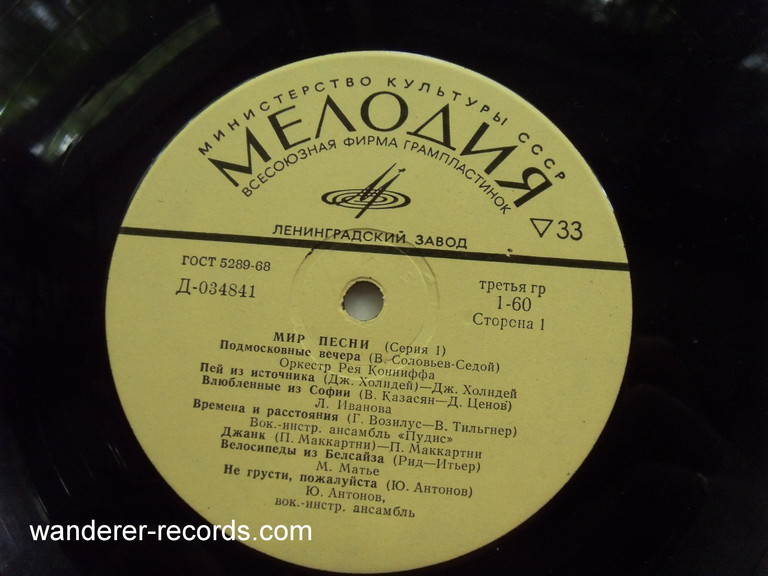 МИНИСТЕРСТВО КУЛЬТУРЫ СССР
МЕЛОДИЯ
ВСЕСОЮЗНАЯ ФИРМА ГРАМПЛАСТИНОК
ЛЕНИНГРАДСКИЙ ЗАВОД
33
ГОСТ 5289-68
Д-034841
третья гр
1-60
Сторона 1
МИР ПЕСНИ (Серия 1)
Подмосковные вечера (В. Соловьев-Седой)
Оркестр Рея Конниффа
Пей из источника (Дж. Холидей)—Дж. Холидей
Влюбленные из Софии (В. Казасян—Д. Ценов)
Л. Иванова
Времена и расстояния (Г. Возилус—В. Тильгнер)
Вок.-инстр. ансамбль «Пудис»
Джанк (П. Маккартни)—П. Маккартни
Велосипеды из Белсайза (Рид—Итьер)
М. Матье
Не грусти, пожалуйста (Ю. Антонов)
Ю. Антонов,
вок.-инстр. ансамбль
wanderer-records.com